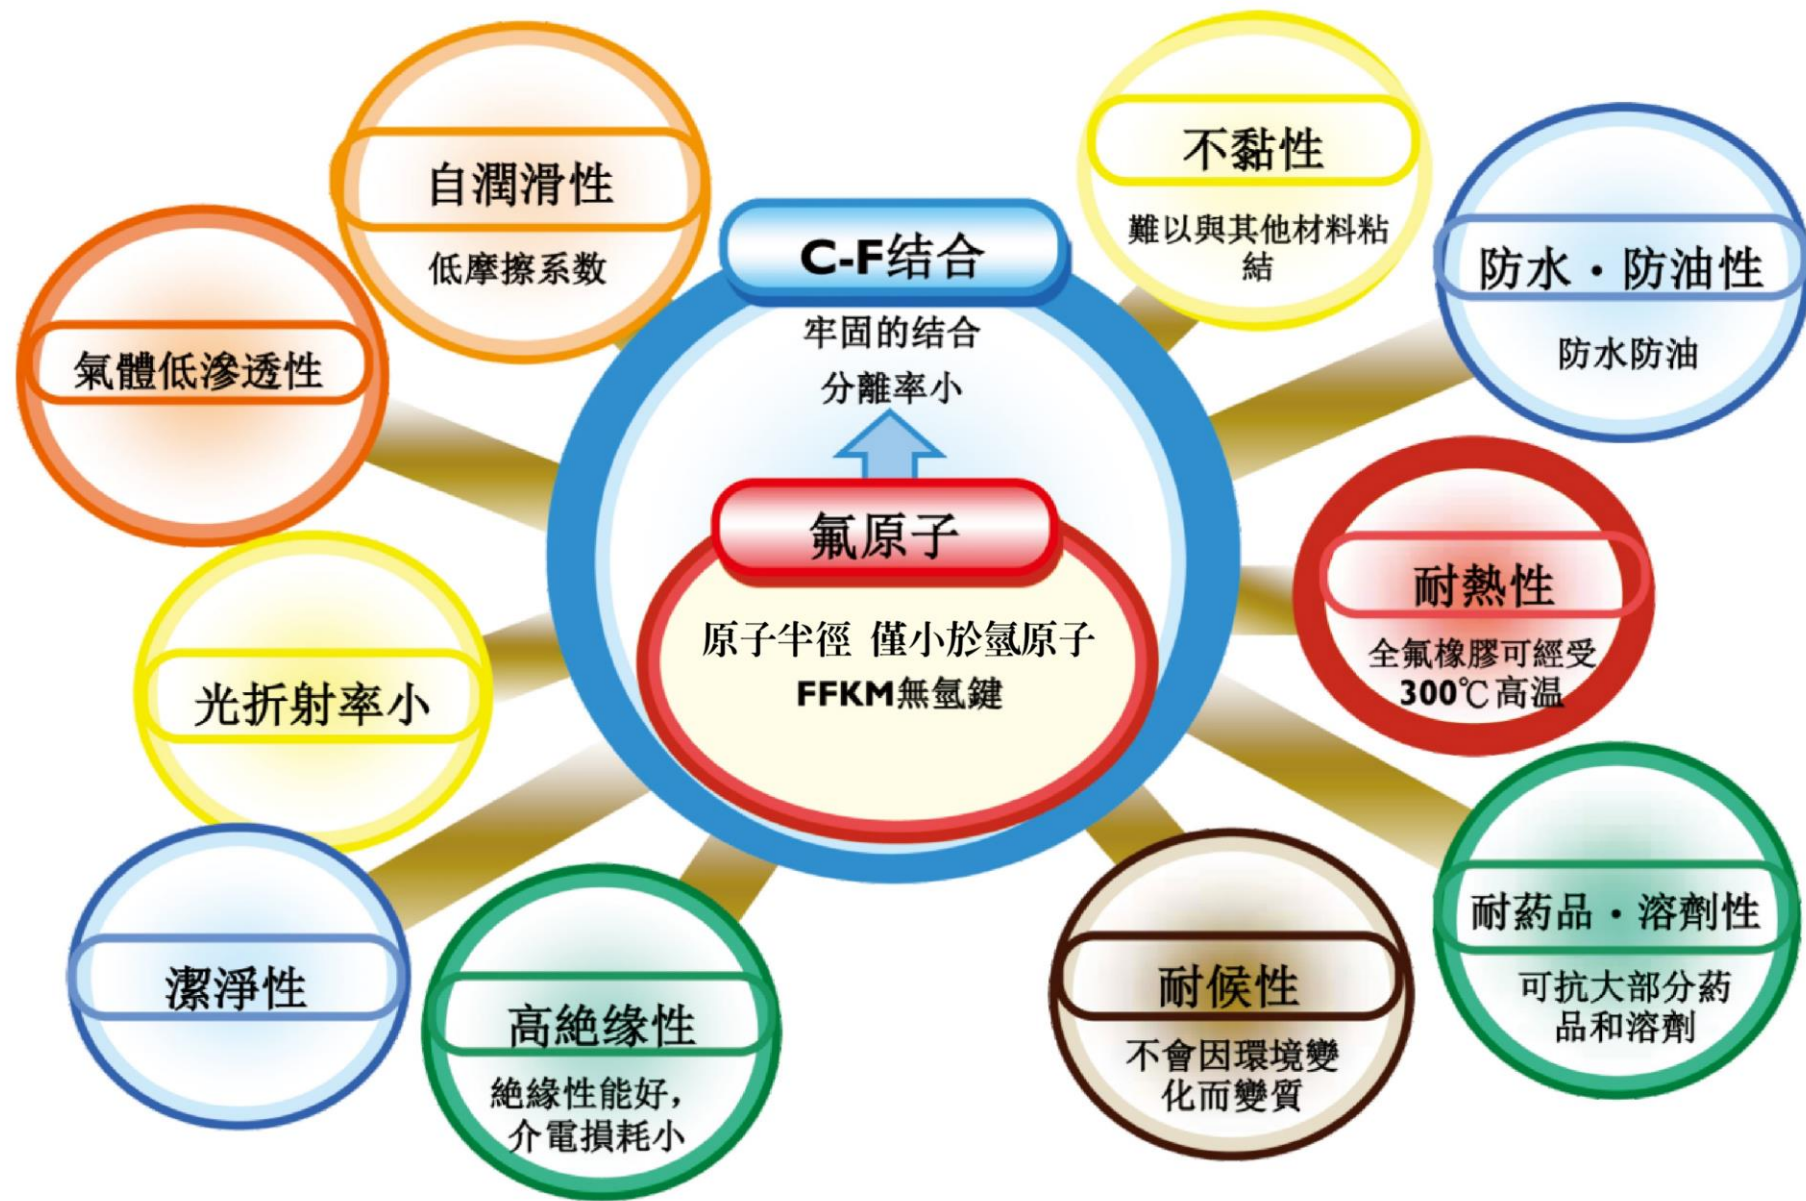 自潤滑性
低摩擦系数
氣體低滲透性
光折射率小
潔淨性
高絶缘性
絶緣性能好，
介電損耗小
C-F结合
牢固的结合
分離率小
氟原子
原子半徑 僅小於氫原子
FFKM無氫鍵
不黏性
難以與其他材料粘
結
防水・防油性
防水防油
耐熱性
全氟橡膠可經受
300℃高温
耐葯品・溶劑性
可抗大部分葯
品和溶劑
耐候性
不會因環境變
化而變質